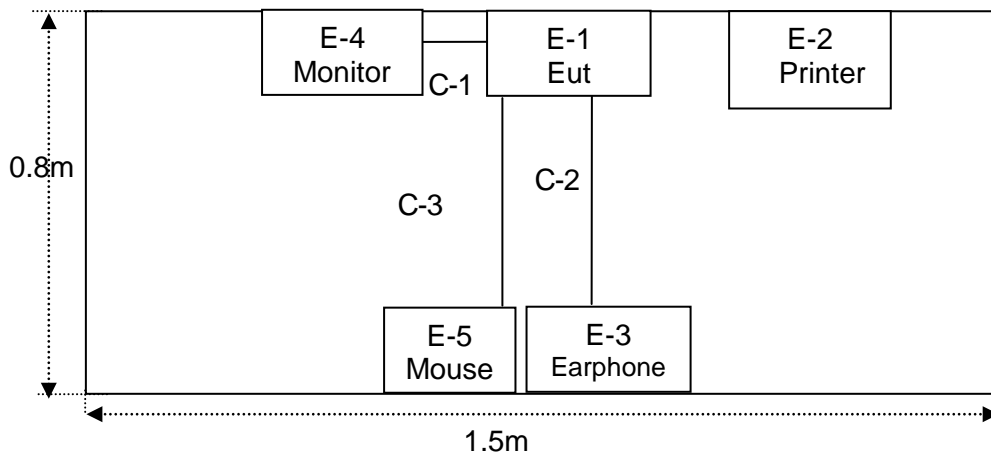 E-4
Monitor
E-1
Eut
E-2
Printer
C-1
0.8m
C-2
C-3
E-5
Mouse
E-3
Earphone
1.5m